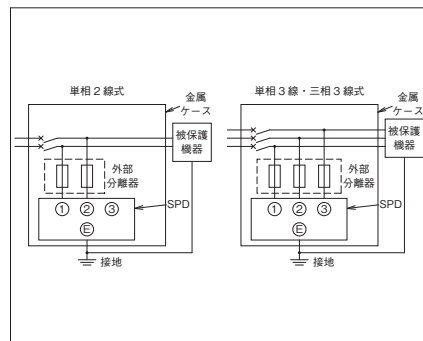 単相２線式
金属
ケース
被保護
機器
外部
分離器
① ② ③
SPD
Ⓔ
接地
単相３線・三相３線式
金属
ケース
被保護
機器
外部
分離器
① ② ③
SPD
Ⓔ
接地